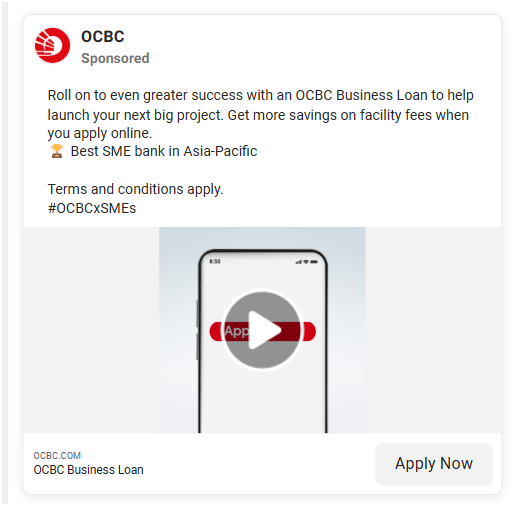 OCBC
Sponsored
Roll on to even greater success with an OCBC Business Loan to help
launch your next big project. Get more savings on facility fees when
you apply online.
🏆 Best SME bank in Asia-Pacific
Terms and conditions apply.
#OCBCxSMEs
8:30
App
OCBC.COM
OCBC Business Loan
Apply Now